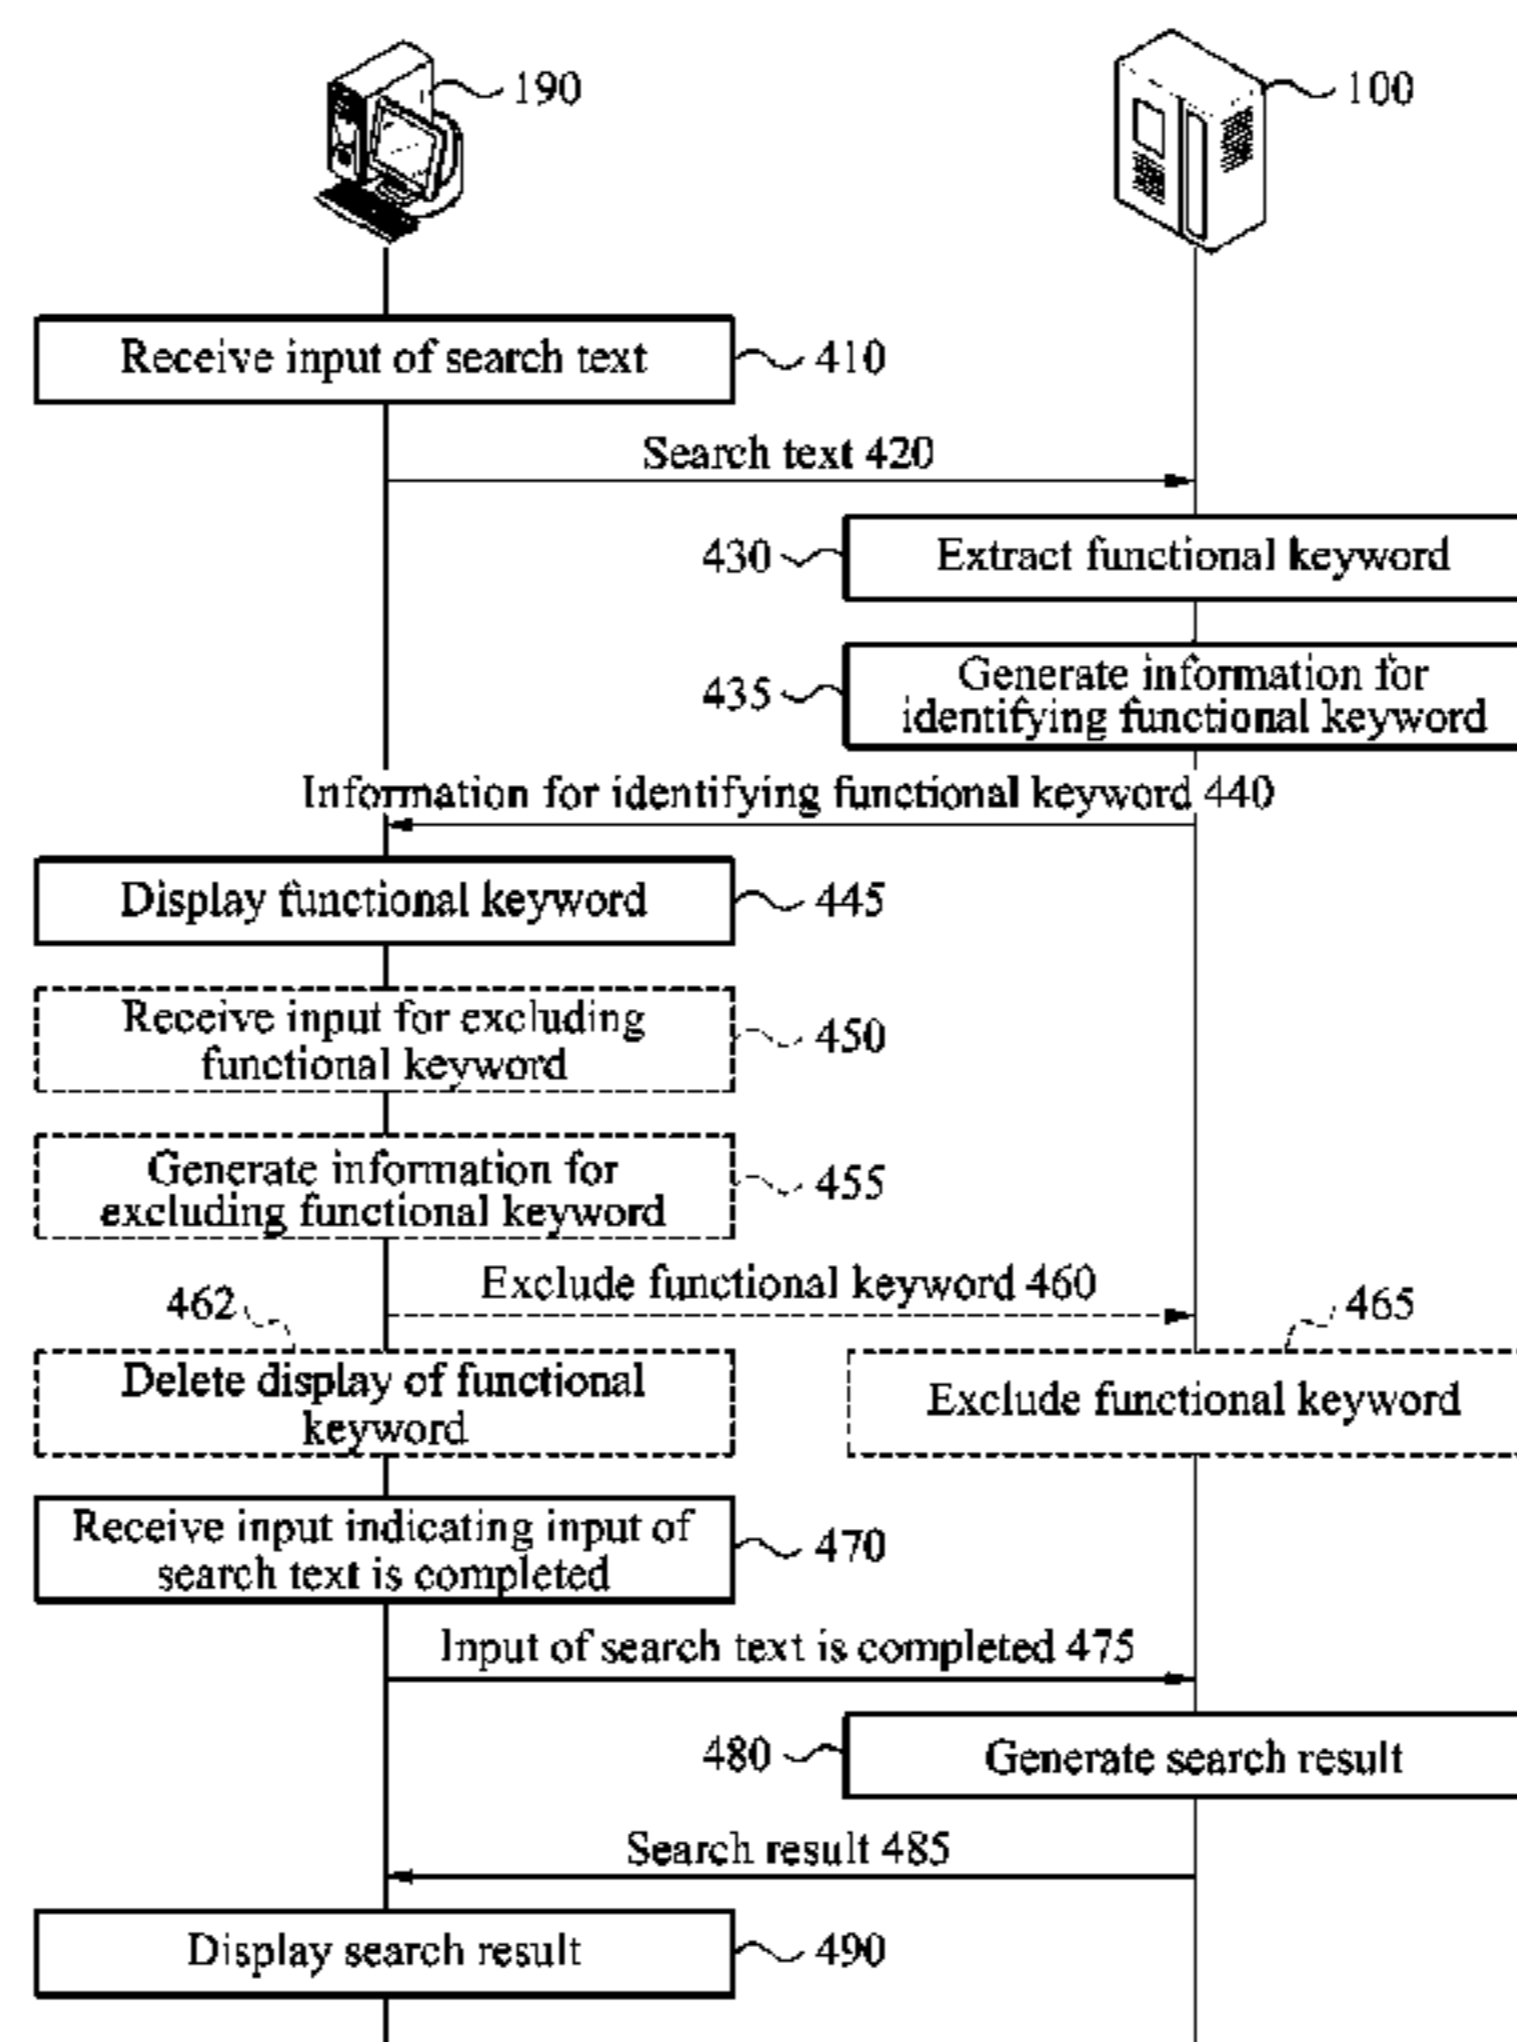 190
100
Receive input of search text
410
Search text 420
430
Extract functional keyword
435
Generate information for
identifying functional keyword
Information for identifying functional keyword 440
Display functional keyword
445
Receive input for excluding
functional keyword
450
Generate information for
excluding functional keyword
455
Exclude functional keyword 460
462
465
Delete display of functional
keyword
Exclude functional keyword
Receive input indicating input of
search text is completed
470
Input of search text is completed 475
480
Generate search result
Search result 485
Display search result
490